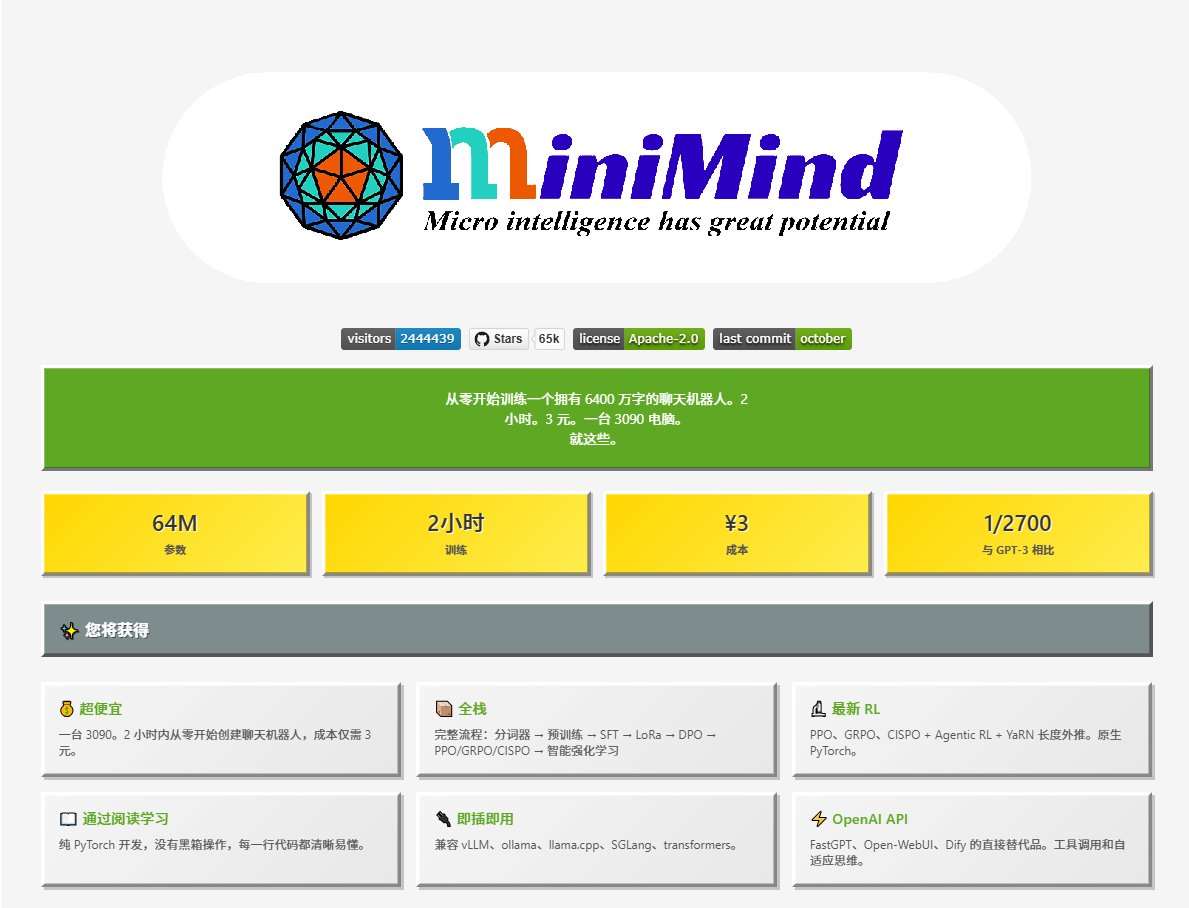 miniMind
Micro intelligence has great potential
visitors 2444439 Stars 65k license Apache-2.0 last commit october
从零开始训练一个拥有 6400 万字的聊天机器人。2
小时。3 元。一台 3090 电脑。
就这些。
64M
参数
2小时
训练
¥3
成本
1/2700
与 GPT-3 相比
✨ 您将获得
💰 超便宜
一台 3090。2 小时内从零开始创建聊天机器人，成本仅需 3
元。
📦 全栈
完整流程：分词器 → 预训练 → SFT → LoRa → DPO →
PPO/GRPO/CISPO → 智能强化学习
🔬 最新 RL
PPO、GRPO、CISPO + Agentic RL + YaRN 长度外推。原生
PyTorch。
📖 通过阅读学习
纯 PyTorch 开发，没有黑箱操作，每一行代码都清晰易懂。
🔌 即插即用
兼容 vLLM、ollama、llama.cpp、SGLang、transformers。
⚡ OpenAI API
FastGPT、Open-WebUI、Dify 的直接替代品。工具调用和自
适应思维。